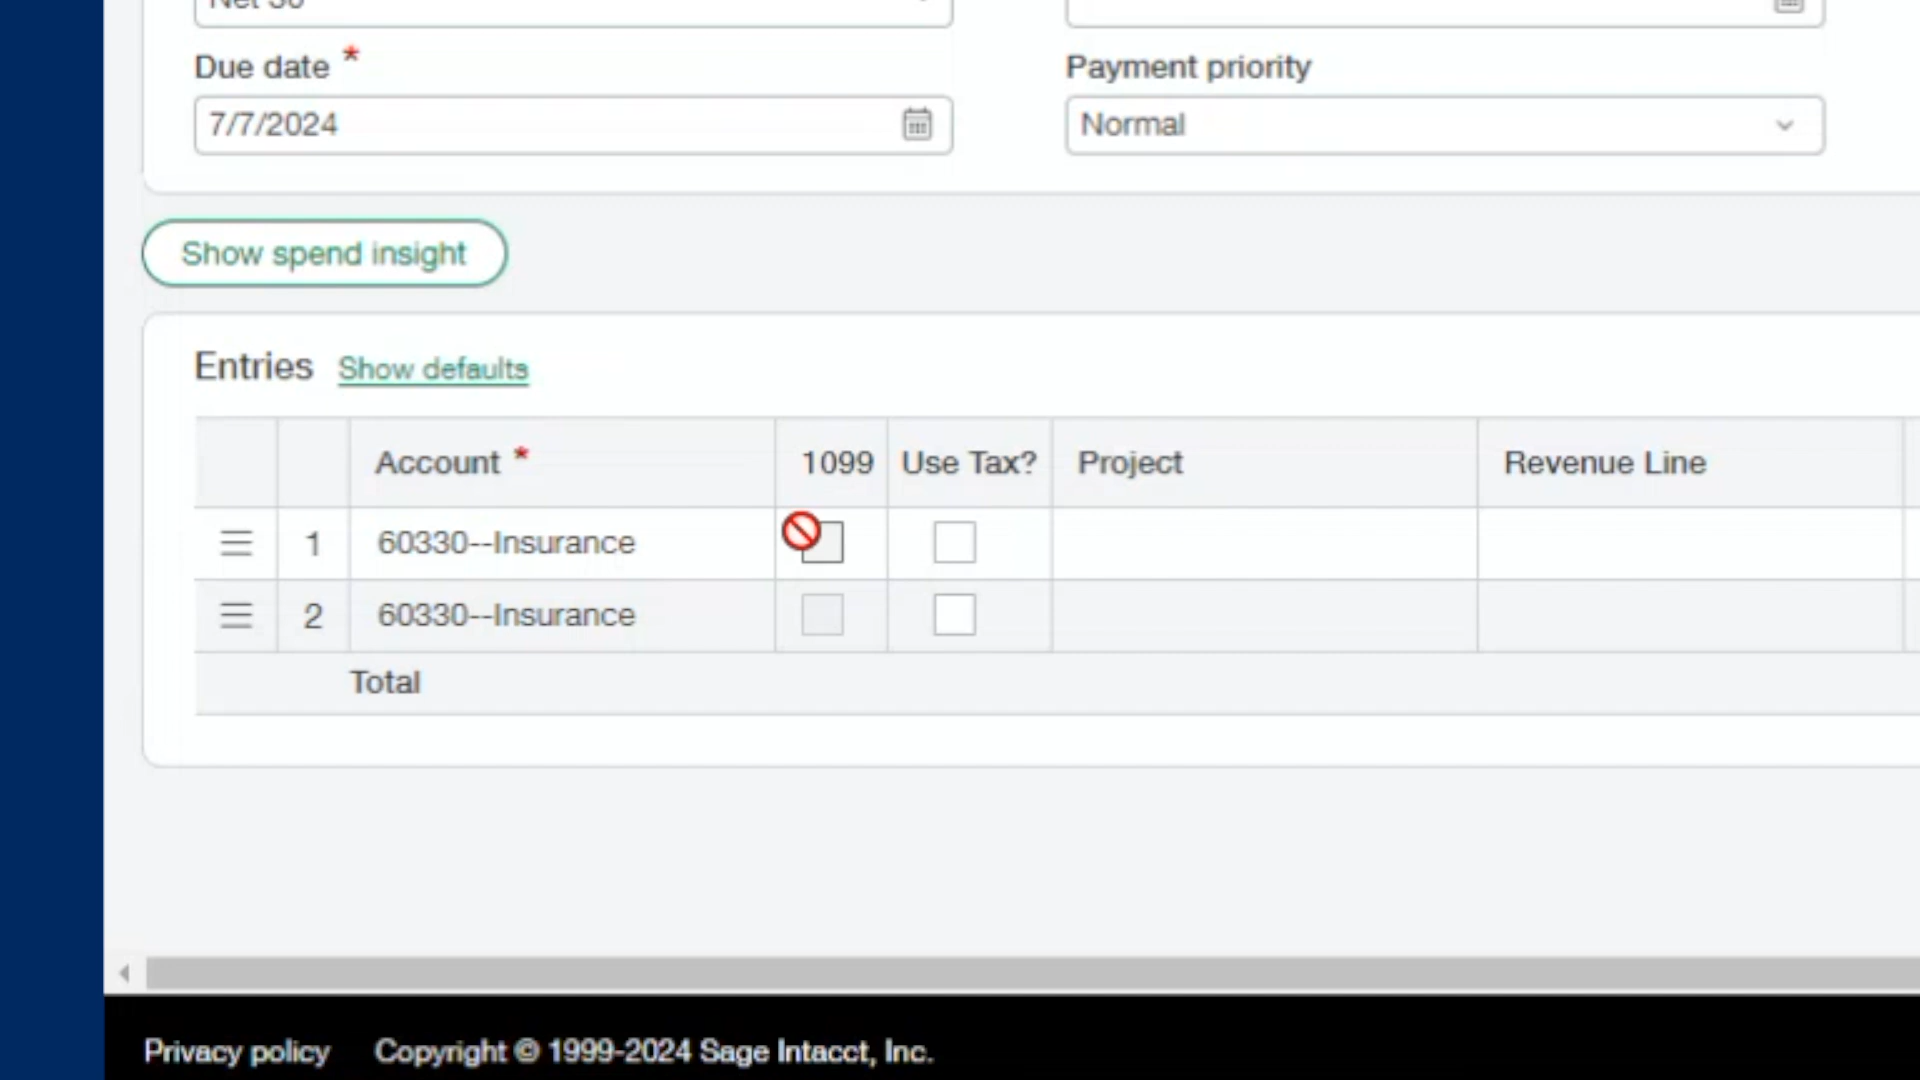 Net 30
Due date *
Payment priority
7/7/2024
Normal
Show spend insight
Entries Show defaults
Account * 1099 Use Tax? Project Revenue Line
1 60330--Insurance
2 60330--Insurance
Total
Privacy policy Copyright © 1999-2024 Sage Intacct, Inc.